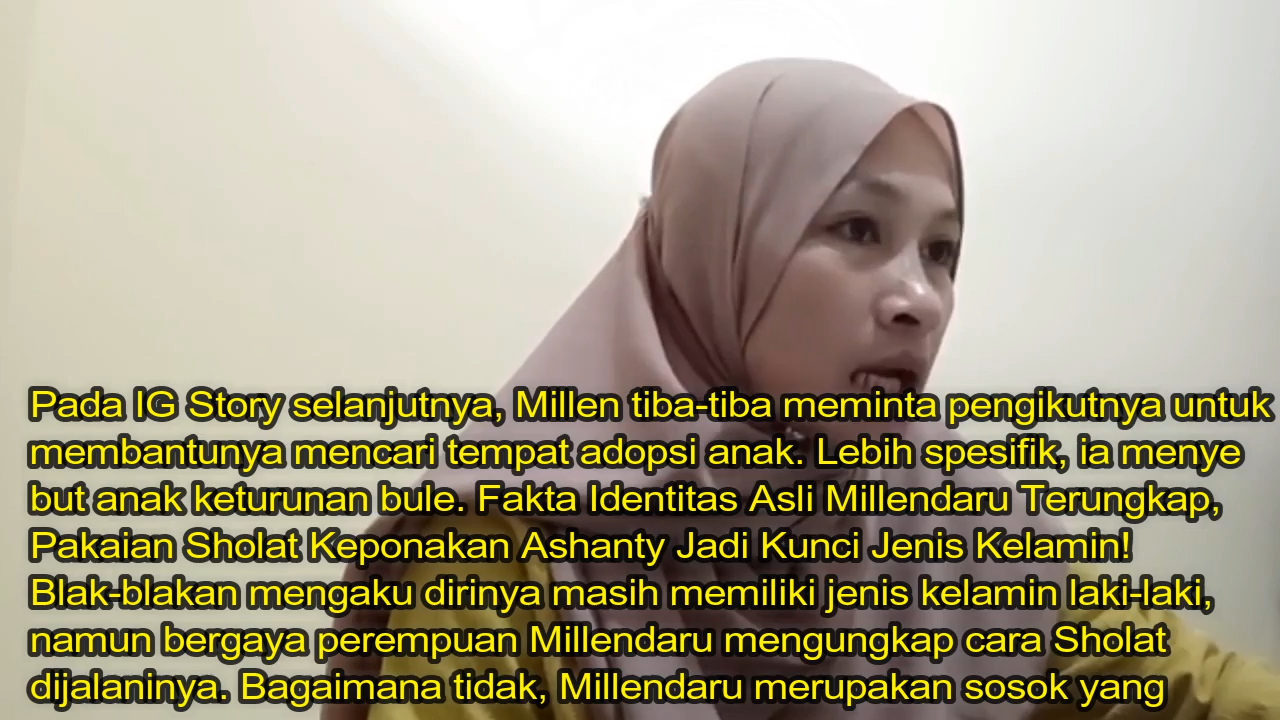 Pada IG Story selanjutnya, Millen tiba-tiba meminta pengikutnya untuk
membantunya mencari tempat adopsi anak. Lebih spesifik, ia menye
but anak keturunan bule. Fakta Identitas Asli Millendaru Terungkap,
Pakaian Sholat Keponakan Ashanty Jadi Kunci Jenis Kelamin!
Blak-blakan mengaku dirinya masih memiliki jenis kelamin laki-laki,
namun bergaya perempuan Millendaru mengungkap cara Sholat
dijalaninya. Bagaimana tidak, Millendaru merupakan sosok yang